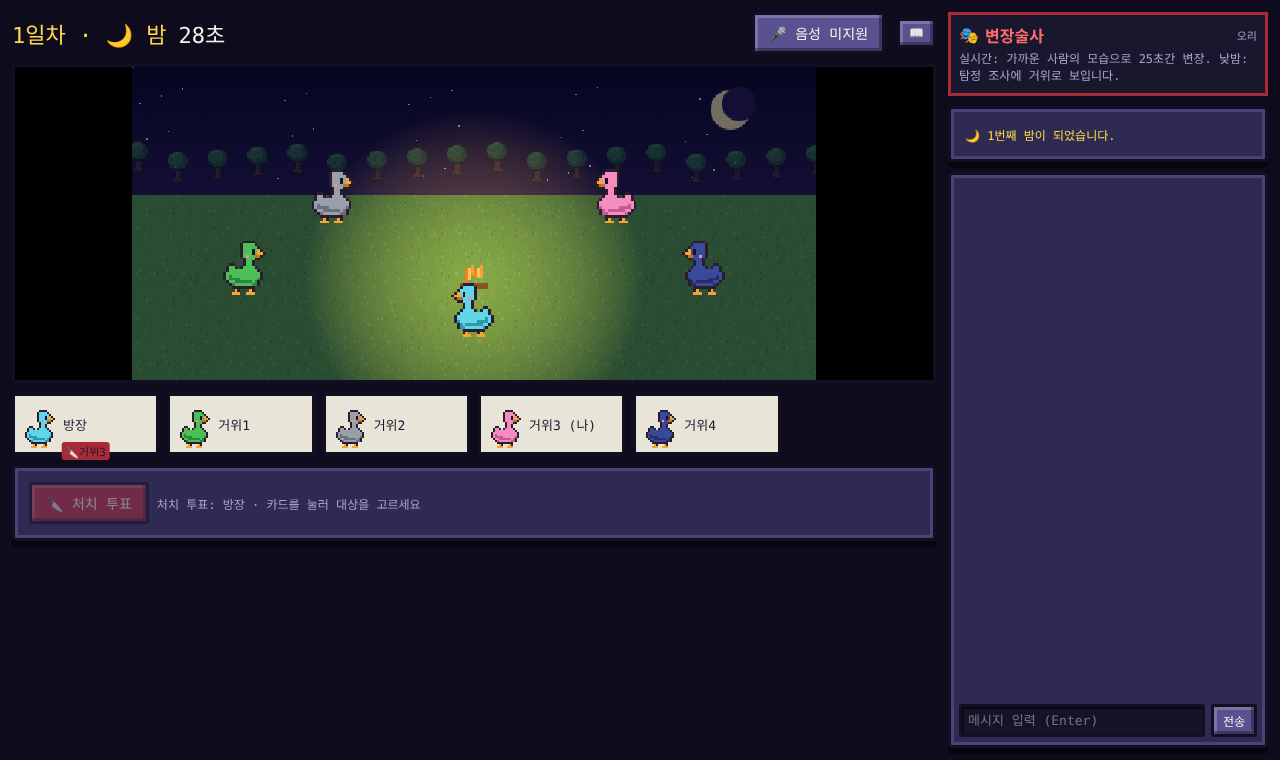 1일차 · 🌙 밤 28초
🎤 음성 미지원
📖
🎭 변장술사
오리
실시간: 가까운 사람의 모습으로 25초간 변장. 낮밤:
탐정 조사에 거위로 보입니다.
🌙 1번째 밤이 되었습니다.
방장
🔪거위3
거위1
거위2
거위3 (나)
거위4
🔪 처치 투표
처치 투표: 방장 · 카드를 눌러 대상을 고르세요
메시지 입력 (Enter)
전송